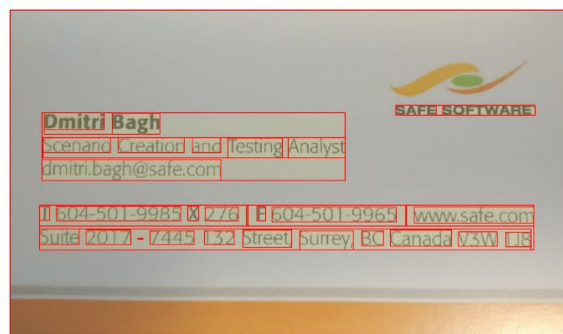 SAFE SOFTWARE
Dmitri Bagh
Scenario Creation and Testing Analyst
dmitri.bagh@safe.com
T 604-501-9985 X 276 | F 604-501-9965 | www.safe.com
Suite 2017 - 7445 132 Street, Surrey, BC Canada V3W 1J8